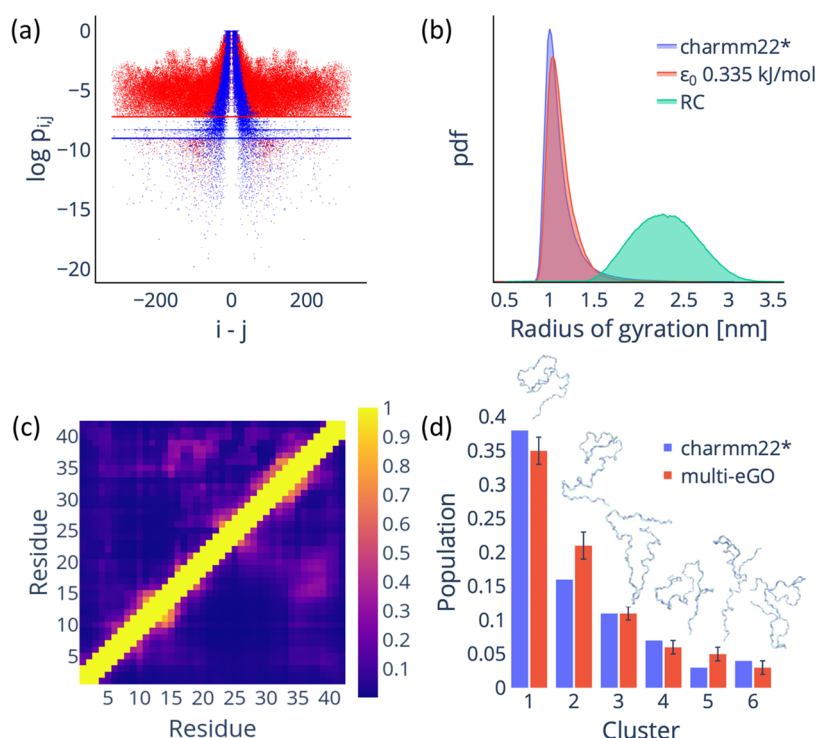 (a)
0
−5
−10
−15
−20
log p_{i,j}
−200 0 200
i - j
(b)
charmm22*
ε₀ 0.335 kJ/mol
RC
pdf
0.5 1 1.5 2 2.5 3 3.5
Radius of gyration [nm]
(c)
40
35
30
25
20
15
10
5
Residue
5 10 15 20 25 30 35 40
Residue
1
0.9
0.8
0.7
0.6
0.5
0.4
0.3
0.2
0.1
(d)
0.4
0.35
0.3
0.25
0.2
0.15
0.1
0.05
0
Population
charmm22*
multi-eGO
1 2 3 4 5 6
Cluster